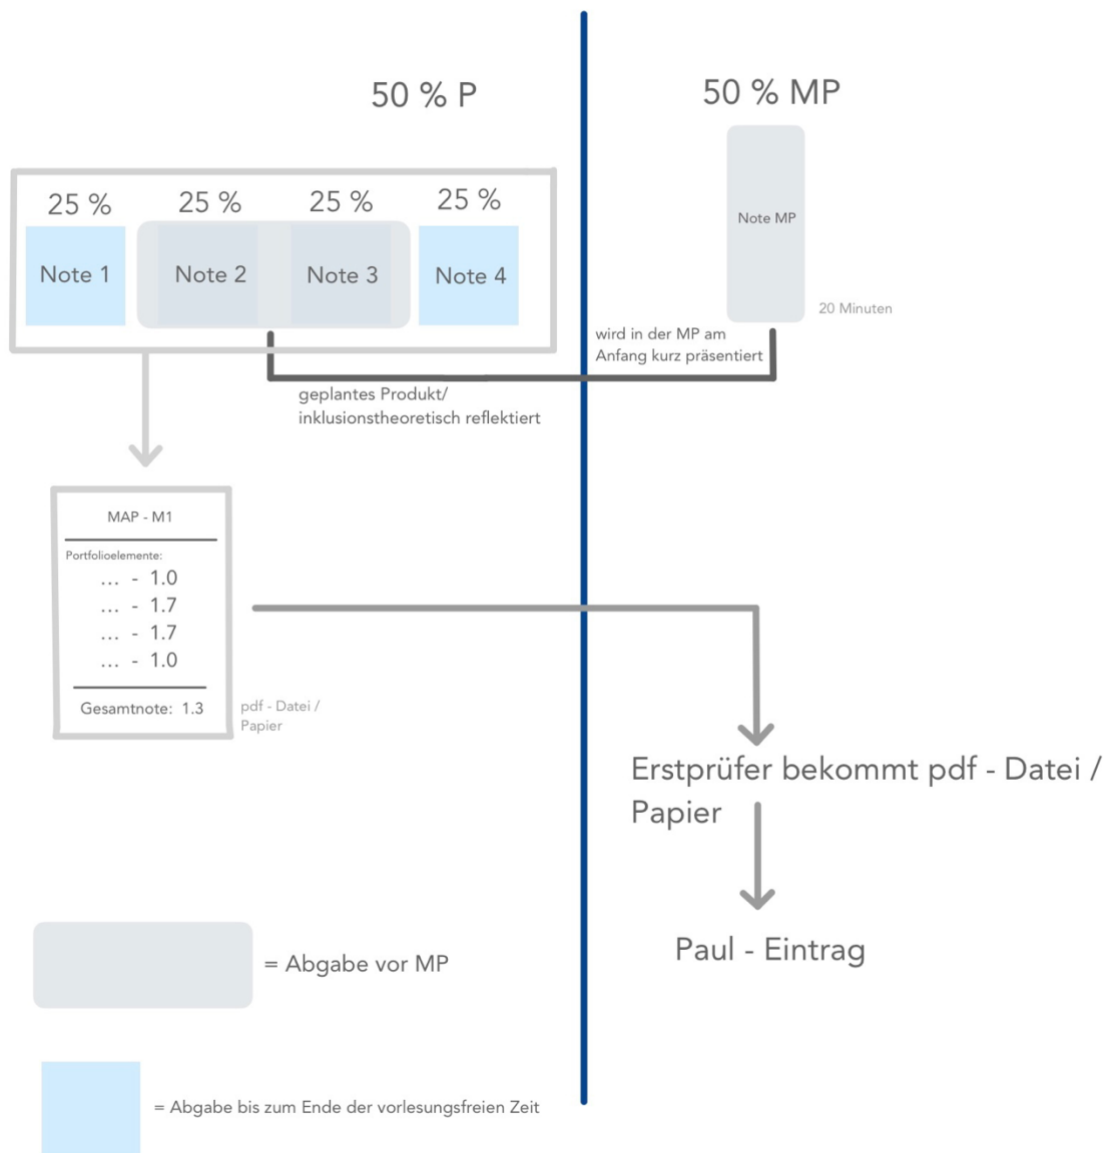 50 % P
50 % MP
25 %
25 %
25 %
25 %
Note 1
Note 2
Note 3
Note 4
Note MP
20 Minuten
wird in der MP am
Anfang kurz präsentiert
geplantes Produkt/
inklusionstheoretisch reflektiert
MAP - M1
Portfolioelemente:
... - 1.0
... - 1.7
... - 1.7
... - 1.0
Gesamtnote: 1.3
pdf - Datei /
Papier
Erstprüfer bekommt pdf - Datei /
Papier
Paul - Eintrag
= Abgabe vor MP
= Abgabe bis zum Ende der vorlesungsfreien Zeit